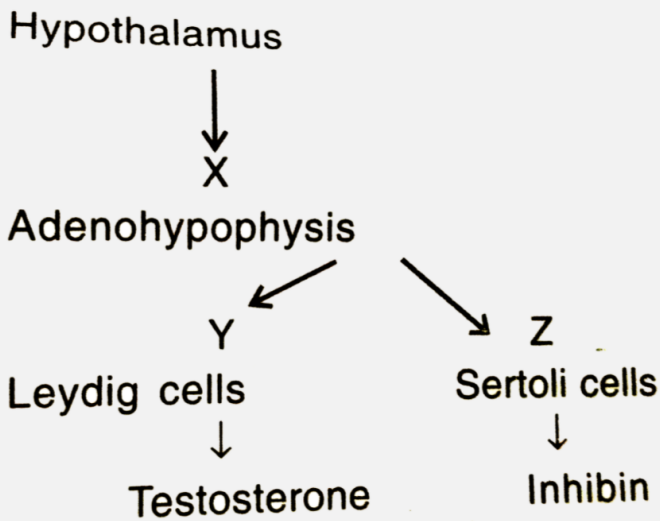 Hypothalamus
X
Adenohypophysis
Y
Z
Leydig cells
Sertoli cells
Testosterone
Inhibin